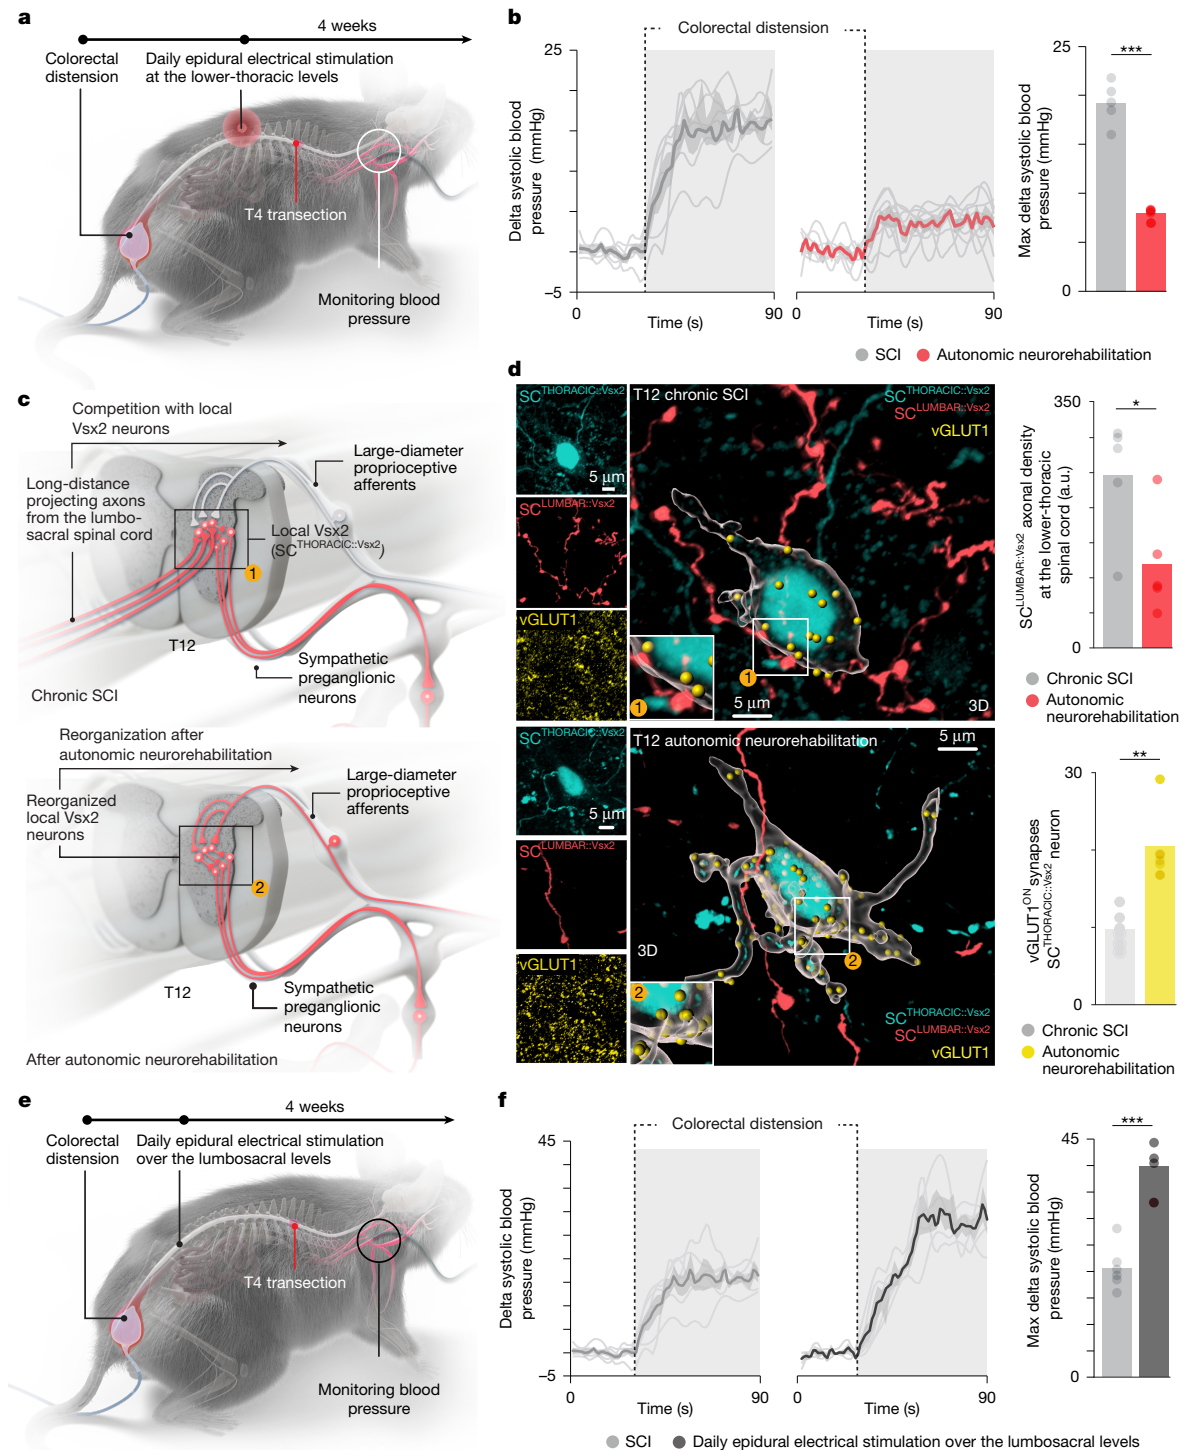 a
4 weeks
Colorectal
distension
Daily epidural electrical stimulation
at the lower-thoracic levels
T4 transection
Monitoring blood
pressure
b
Colorectal distension
25
–5
Delta systolic blood
pressure (mmHg)
0
90
0
90
Time (s)
Time (s)
25
0
Max delta systolic blood
pressure (mmHg)
***
SCI
Autonomic neurorehabilitation
c
Competition with local
Vsx2 neurons
Large-diameter
proprioceptive
afferents
Long-distance
projecting axons
from the lumbo-
sacral spinal cord
Local Vsx2
(SCTHORACIC::Vsx2)
1
T12
Sympathetic
preganglionic
neurons
Chronic SCI
Reorganization after
autonomic neurorehabilitation
Large-diameter
proprioceptive
afferents
Reorganized
local Vsx2
neurons
2
T12
Sympathetic
preganglionic
neurons
After autonomic neurorehabilitation
d
SCTHORACIC::Vsx2
5 μm
SCLUMBAR::Vsx2
vGLUT1
T12 chronic SCI
SCTHORACIC::Vsx2
SCLUMBAR::Vsx2
vGLUT1
1
1
5 μm
3D
SCTHORACIC::Vsx2
5 μm
SCLUMBAR::Vsx2
vGLUT1
T12 autonomic neurorehabilitation
5 μm
3D
2
2
SCTHORACIC::Vsx2
SCLUMBAR::Vsx2
vGLUT1
350
0
*
SCLUMBAR::Vsx2 axonal density
at the lower-thoracic
spinal cord (a.u.)
Chronic SCI
Autonomic
neurorehabilitation
**
30
0
vGLUT1ON synapses
SCTHORACIC::Vsx2 neuron
Chronic SCI
Autonomic
neurorehabilitation
e
4 weeks
Colorectal
distension
Daily epidural electrical stimulation
over the lumbosacral levels
T4 transection
Monitoring blood
pressure
f
Colorectal distension
45
–5
Delta systolic blood
pressure (mmHg)
0
90
0
90
Time (s)
Time (s)
45
0
Max delta systolic blood
pressure (mmHg)
***
SCI
Daily epidural electrical stimulation over the lumbosacral levels